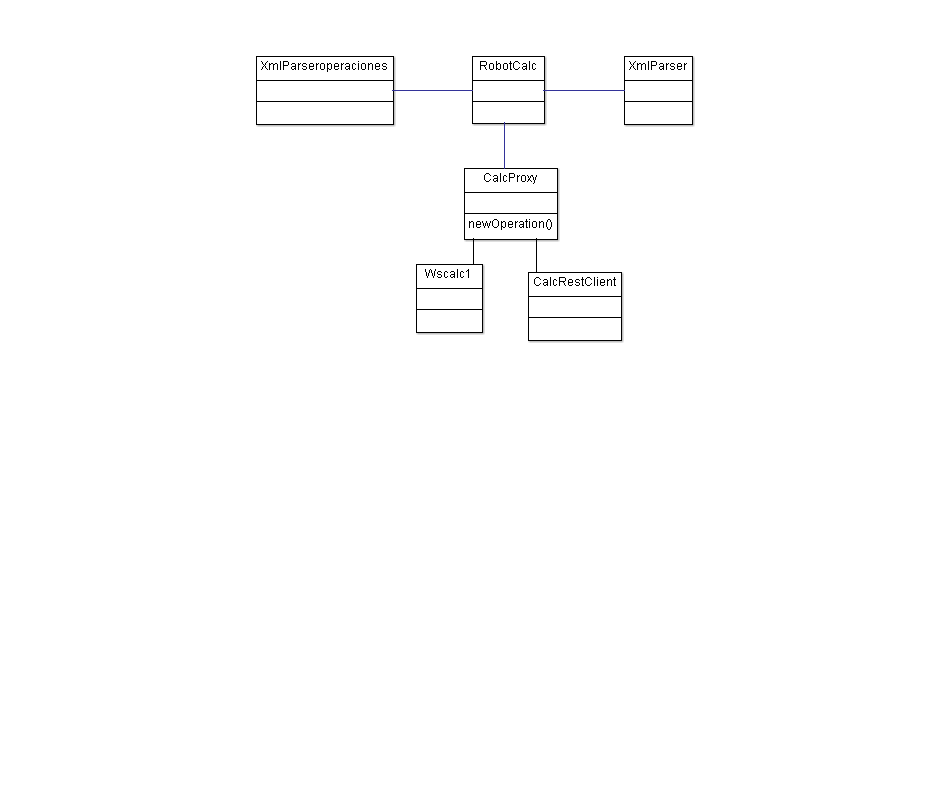 XmlParseroperaciones
RobotCalc
XmlParser
CalcProxy
newOperation()
Wscalc1
CalcRestClient